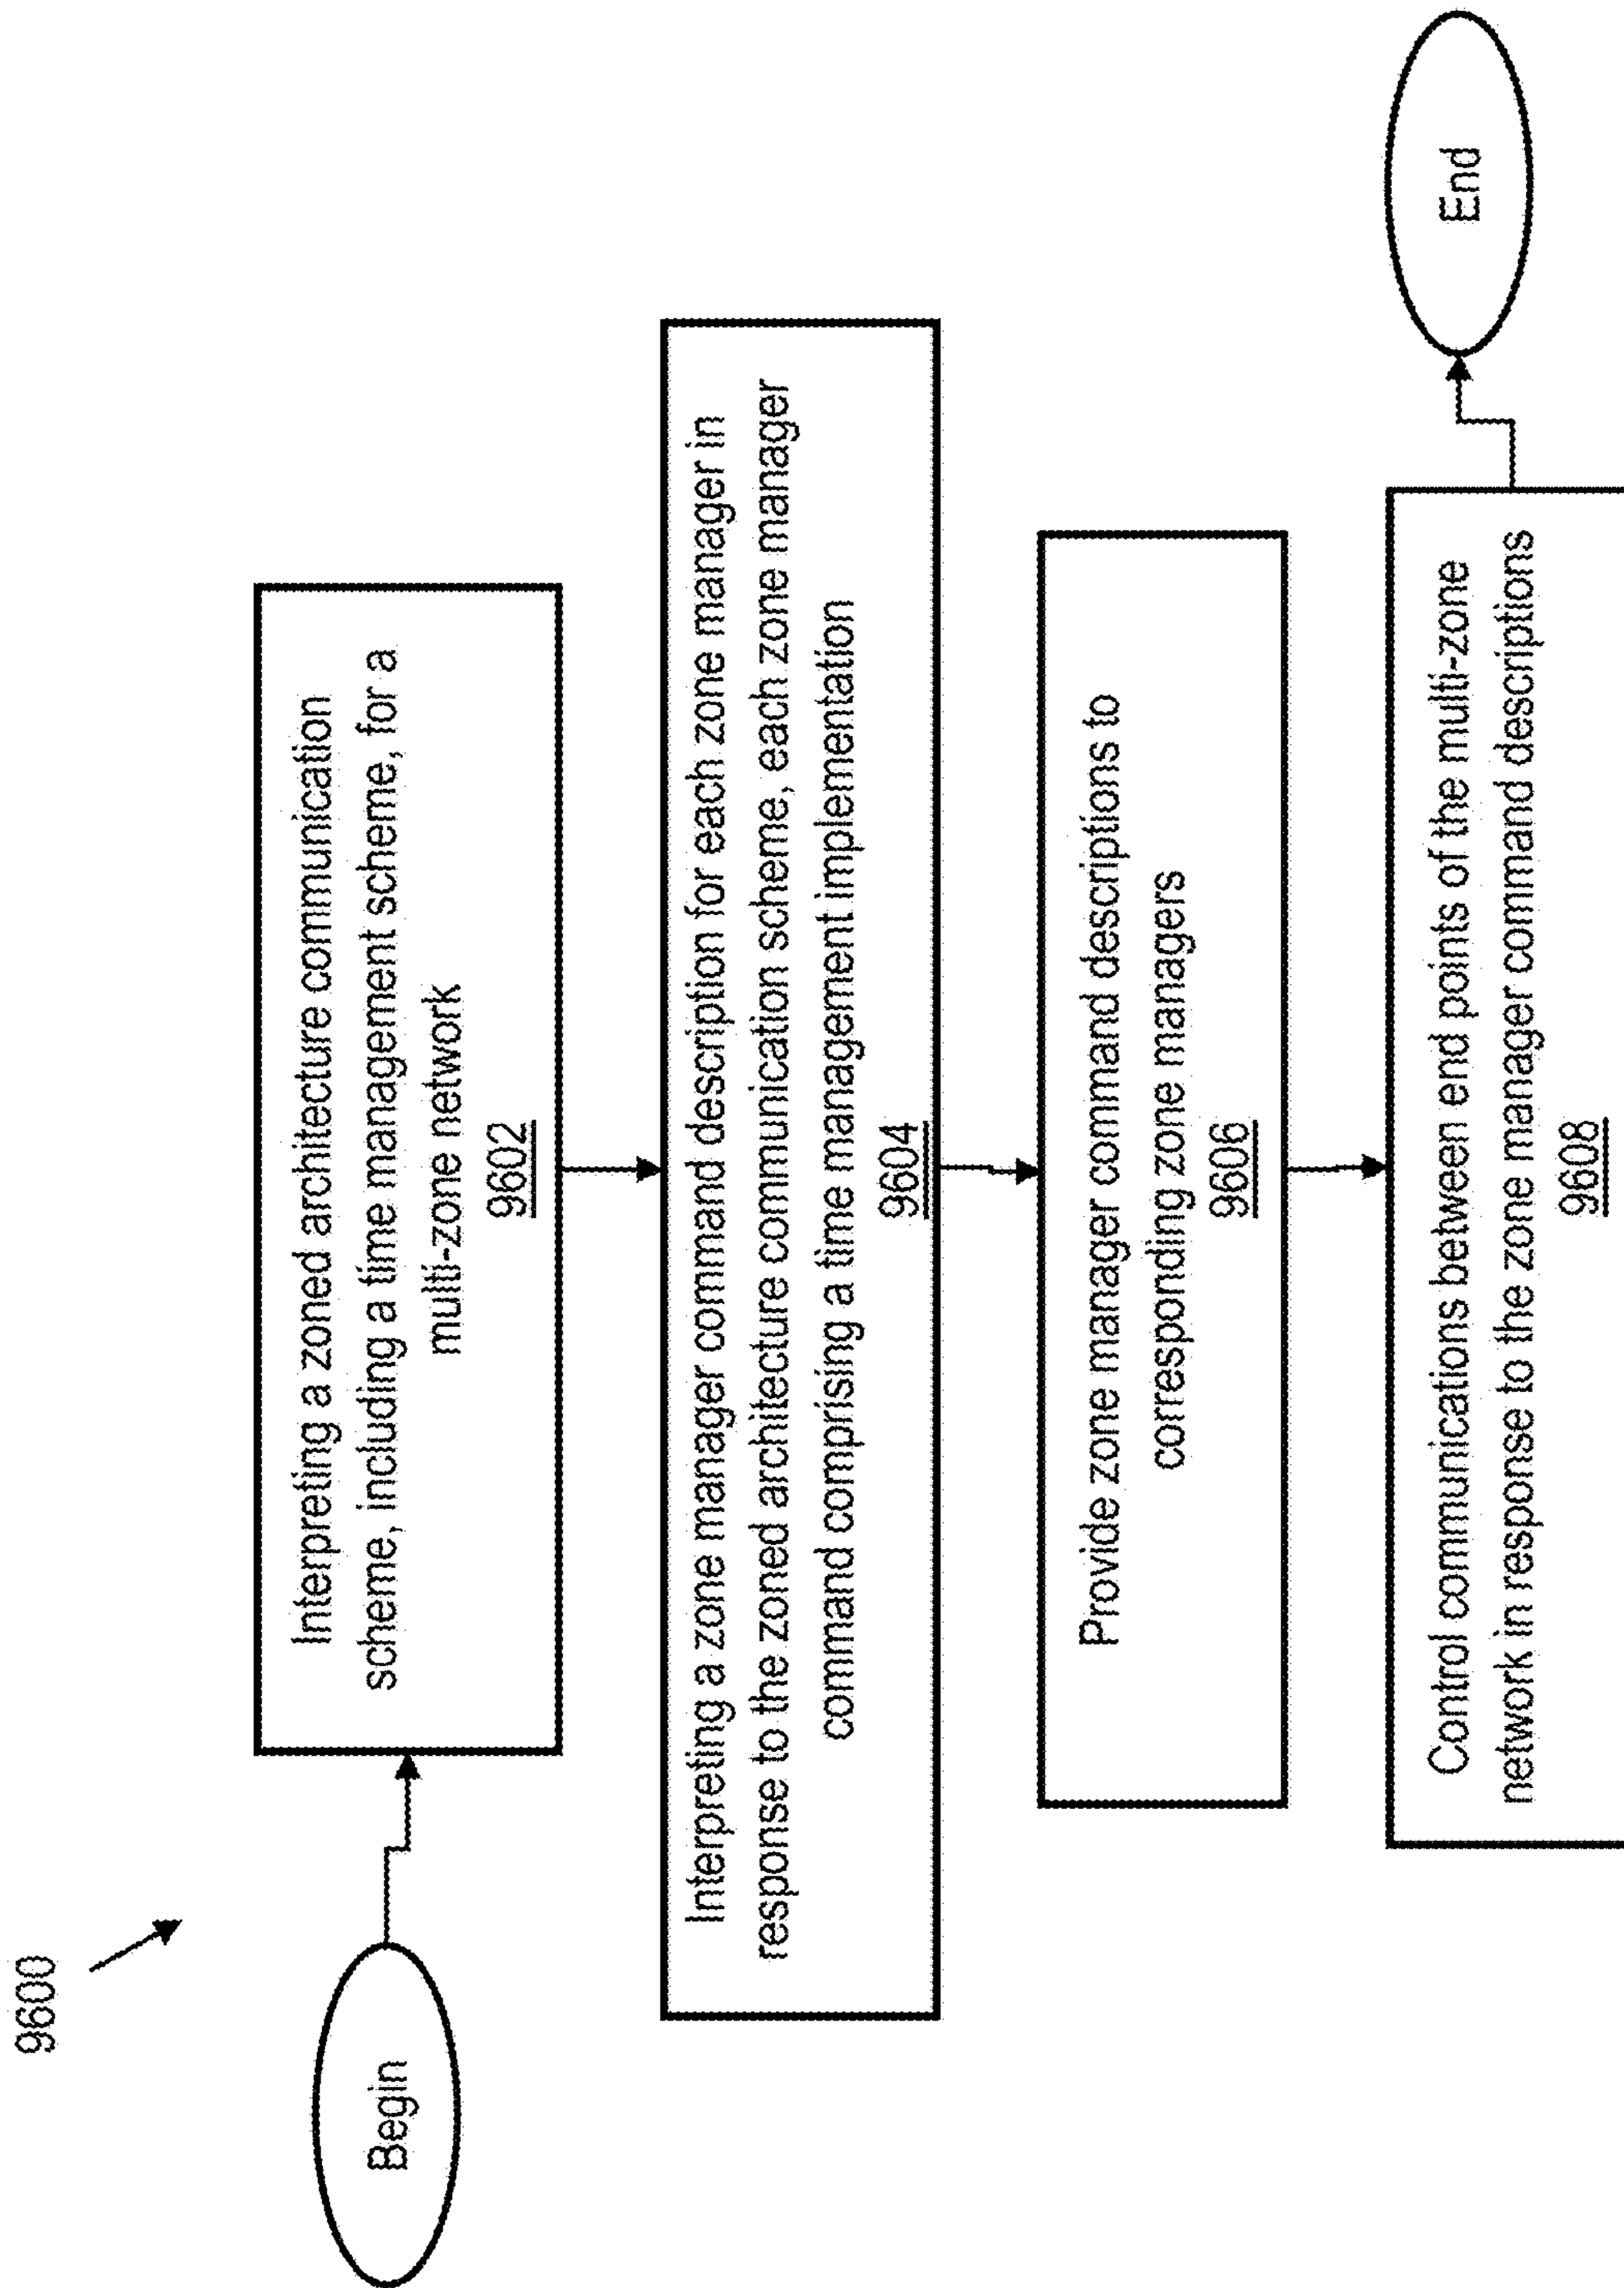 9600
Begin
Interpreting a zoned architecture communication
scheme, including a time management scheme, for a
multi-zone network
9602
Interpreting a zone manager command description for each zone manager in
response to the zoned architecture communication scheme, each zone manager
command comprising a time management implementation
9604
Provide zone manager command descriptions to
corresponding zone managers
9606
Control communications between end points of the multi-zone
network in response to the zone manager command descriptions
9608
End